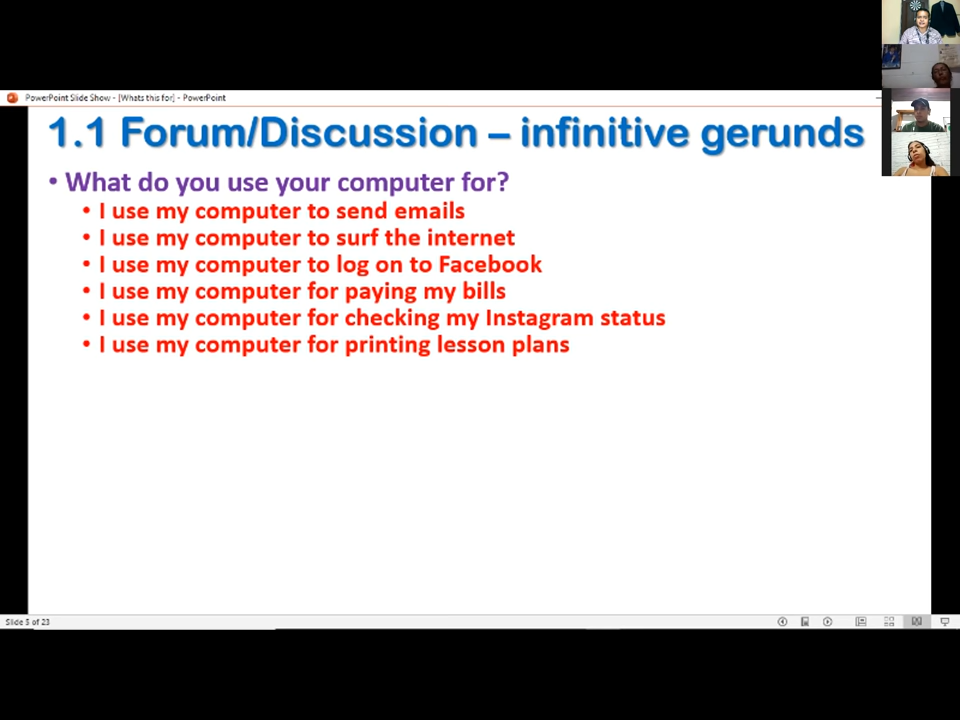 PowerPoint Slide Show - [Whats this for] - PowerPoint
1.1 Forum/Discussion – infinitive gerunds
• What do you use your computer for?
• I use my computer to send emails
• I use my computer to surf the internet
• I use my computer to log on to Facebook
• I use my computer for paying my bills
• I use my computer for checking my Instagram status
• I use my computer for printing lesson plans
Slide 5 of 23